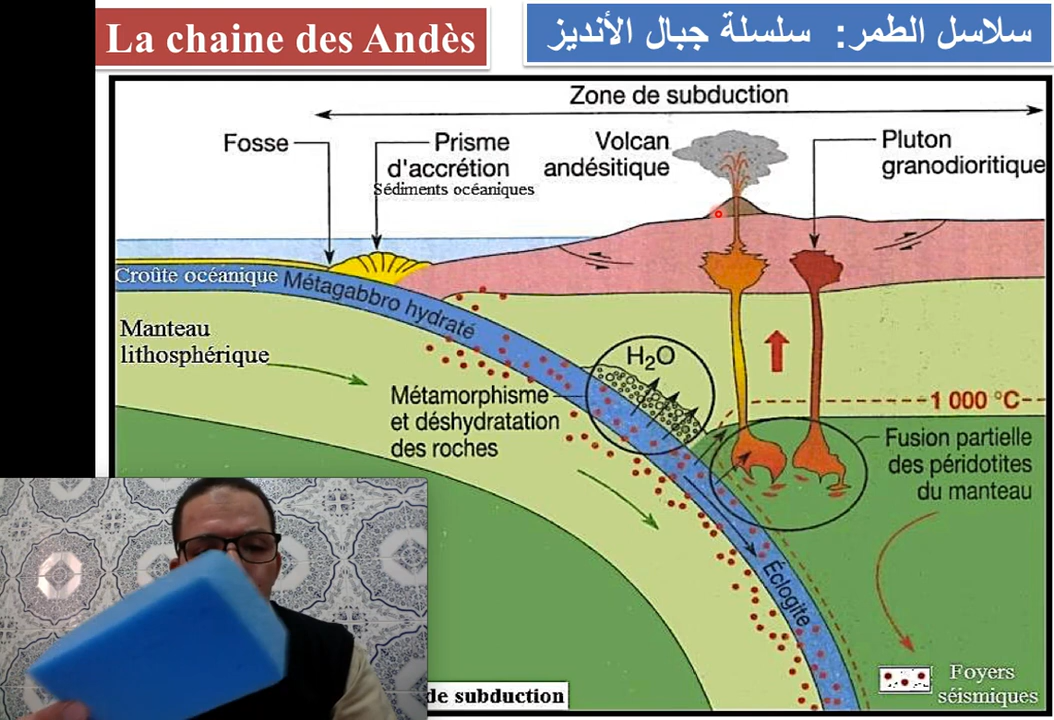 La chaine des Andès
سلاسل الطمر: سلسلة جبال الأنديز
Zone de subduction
Fosse
Prisme
d'accrétion
Sédiments océaniques
Volcan
andésitique
Pluton
granodioritique
Croûte océanique
Métagabbro hydraté
Manteau
lithosphérique
H₂O
Métamorphisme
et déshydratation
des roches
1 000 °C
Fusion partielle
des péridotites
du manteau
Éclogite
Foyers
séismiques
de subduction